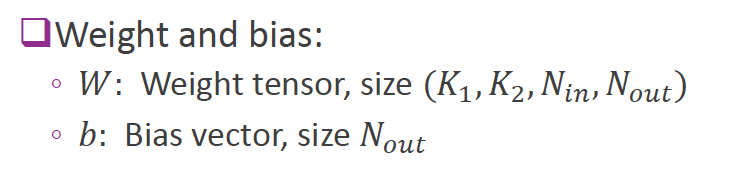 Weight and bias:
W: Weight tensor, size (K₁, K₂, Nᵢₙ, Nₒᵤₜ)
b: Bias vector, size Nₒᵤₜ